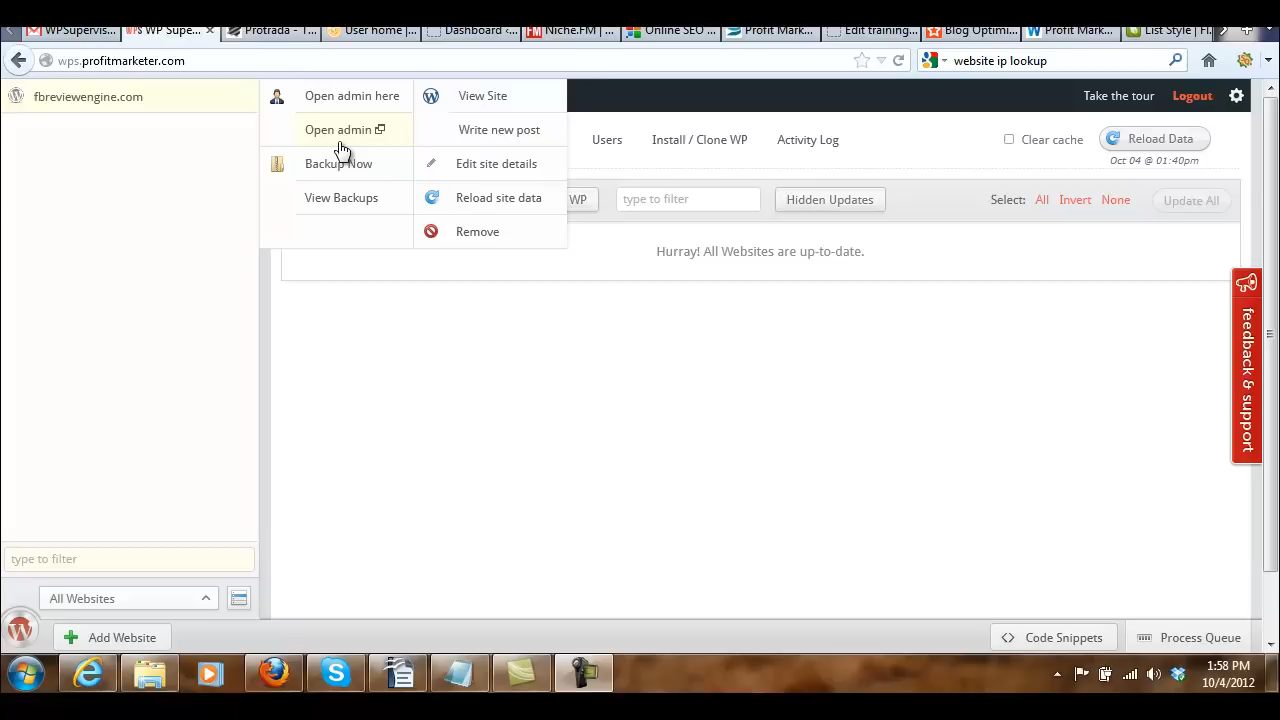 WPSupervis...
WPS WP Supe...
Protrada - T...
User home |...
Dashboard ‹...
FM Niche.FM |...
Online SEO ...
Profit Mark...
Edit training...
Blog Optimi...
Profit Mark...
List Style | Fl...
wps.profitmarketer.com
website ip lookup
fbreviewengine.com
Open admin here
View Site
Take the tour
Logout
Open admin
Write new post
Users
Install / Clone WP
Activity Log
Clear cache
Reload Data
Oct 04 @ 01:40pm
Backup Now
Edit site details
View Backups
Reload site data
WP
type to filter
Hidden Updates
Select:
All
Invert
None
Update All
Remove
Hurray! All Websites are up-to-date.
feedback & support
type to filter
All Websites
Add Website
Code Snippets
Process Queue
1:58 PM
10/4/2012